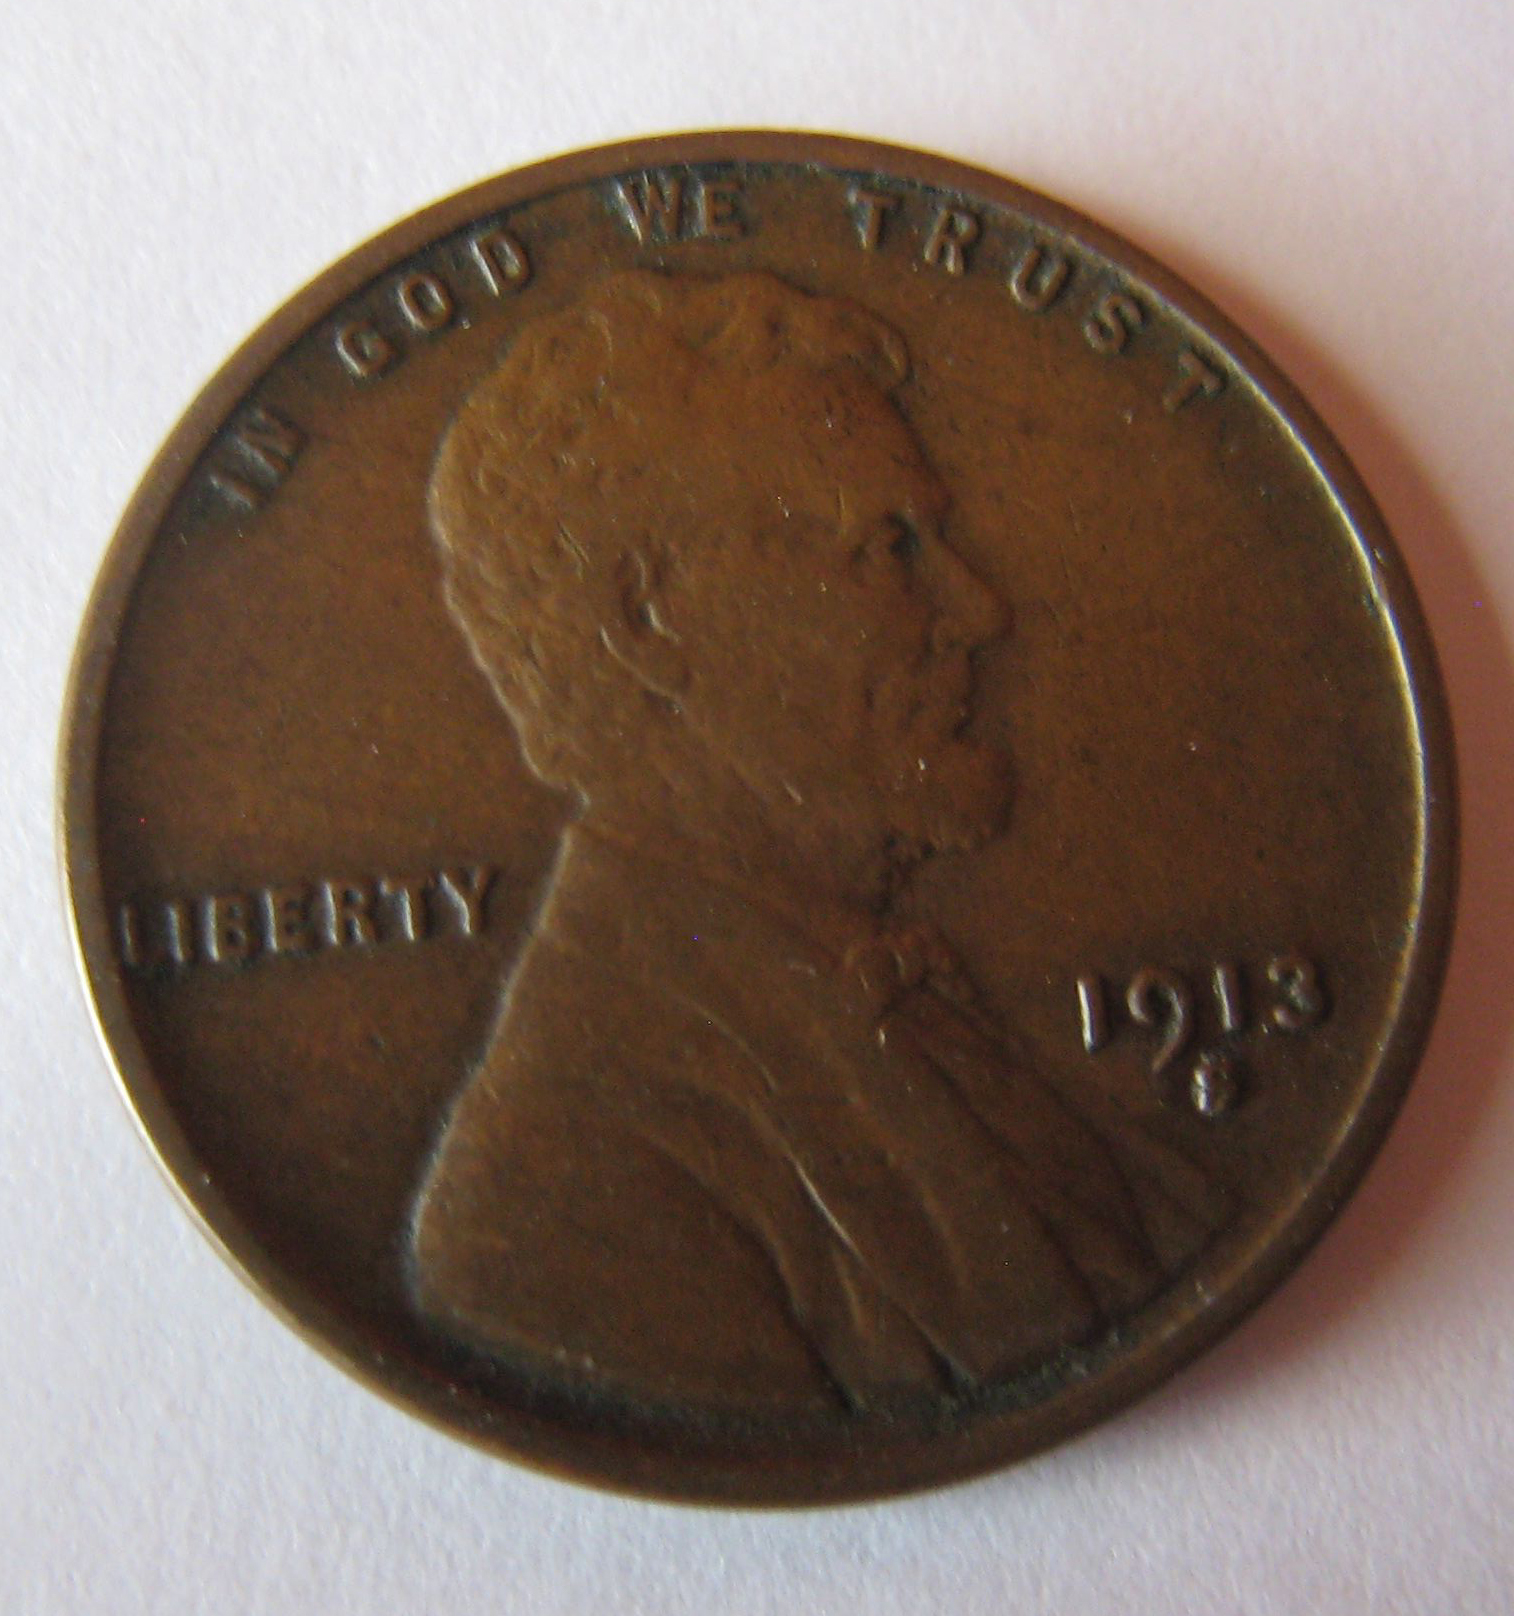 IN GOD WE TRUST
LIBERTY
1913
S